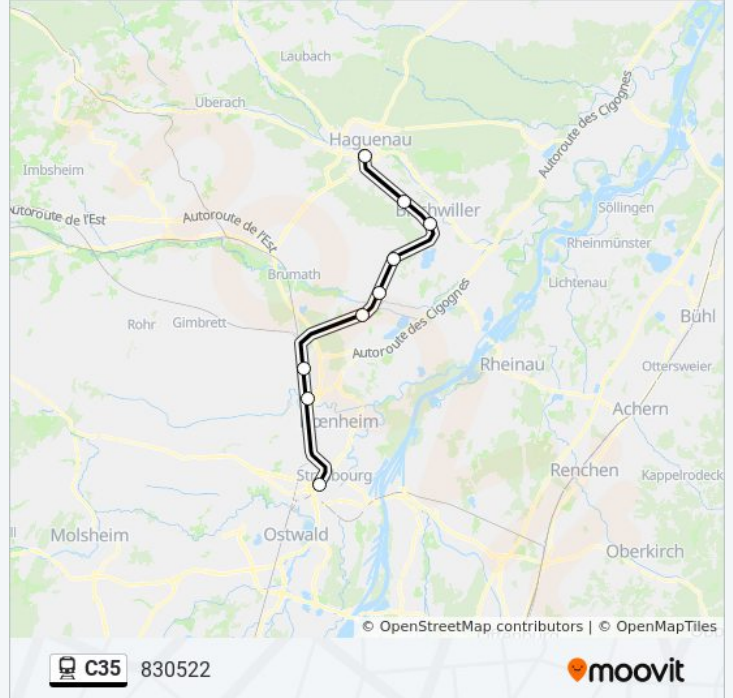 Laubach
Uberach
Haguenau
Autoroute des Cigognes
Imbsheim
Autoroute de l'Est
Söllingen
Autoroute de l'Est
Rheinmünster
Brumath
Lichtenau
Rohr
Gimbrett
Autoroute des Cigognes
Bühl
Rheinau
Ottersweier
Achern
Renchen
Kappelrodeck
Molsheim
Ostwald
Oberkirch
© OpenStreetMap contributors | © OpenMapTiles
C35 830522 moovit